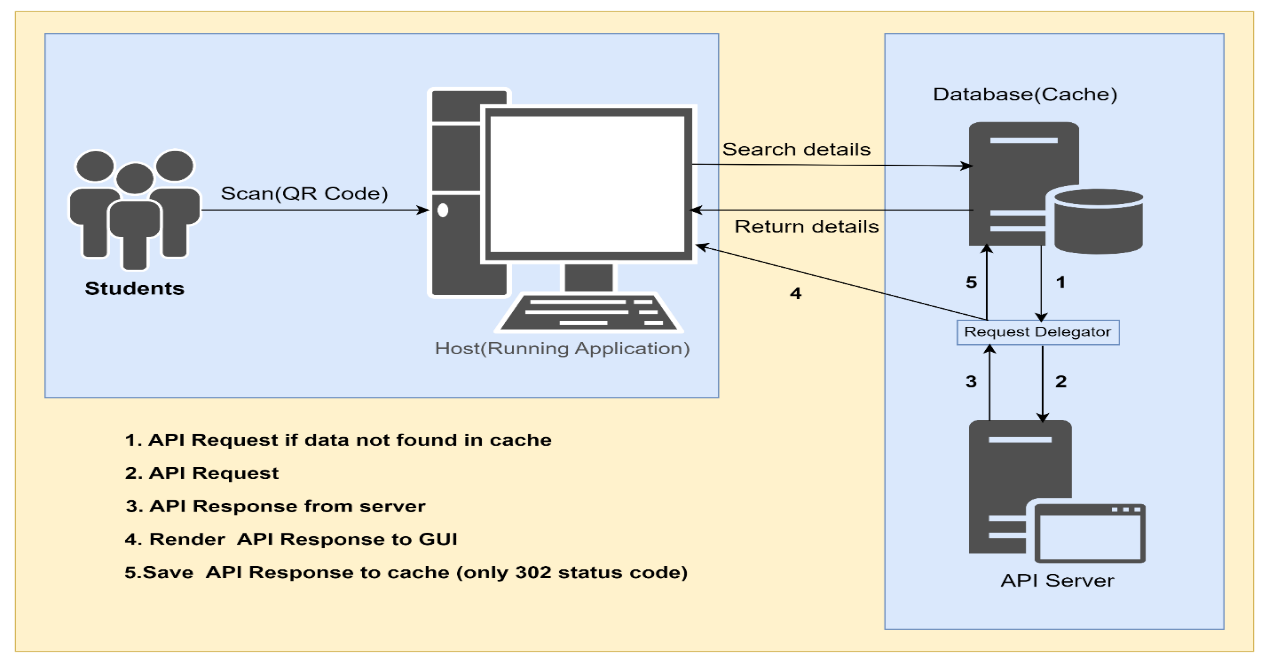 Database(Cache)
Search details
Scan(QR Code)
Return details
Students
4
5
1
Request Delegator
Host(Running Application)
3
2
1. API Request if data not found in cache
2. API Request
3. API Response from server
4. Render API Response to GUI
5.Save API Response to cache (only 302 status code)
API Server